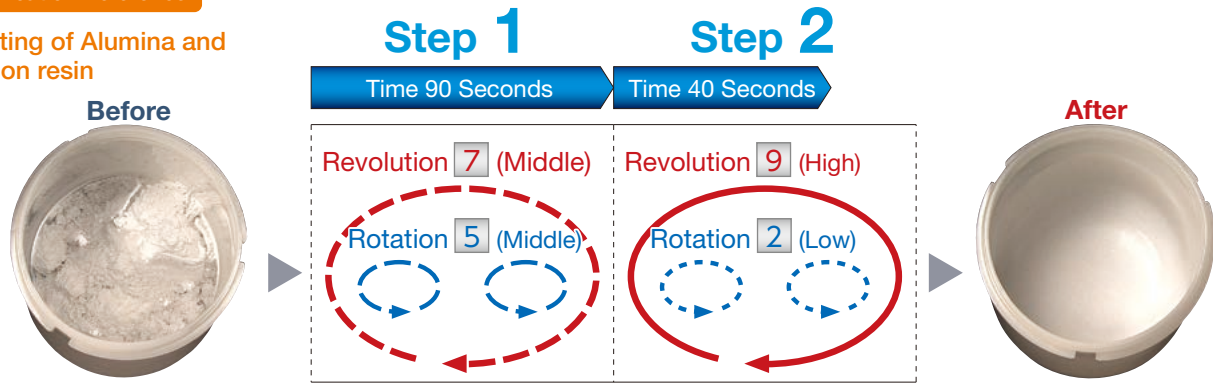 ting of Alumina and
on resin
Before
Step 1
Time 90 Seconds
Revolution 7 (Middle)
Rotation 5 (Middle)
Step 2
Time 40 Seconds
Revolution 9 (High)
Rotation 2 (Low)
After